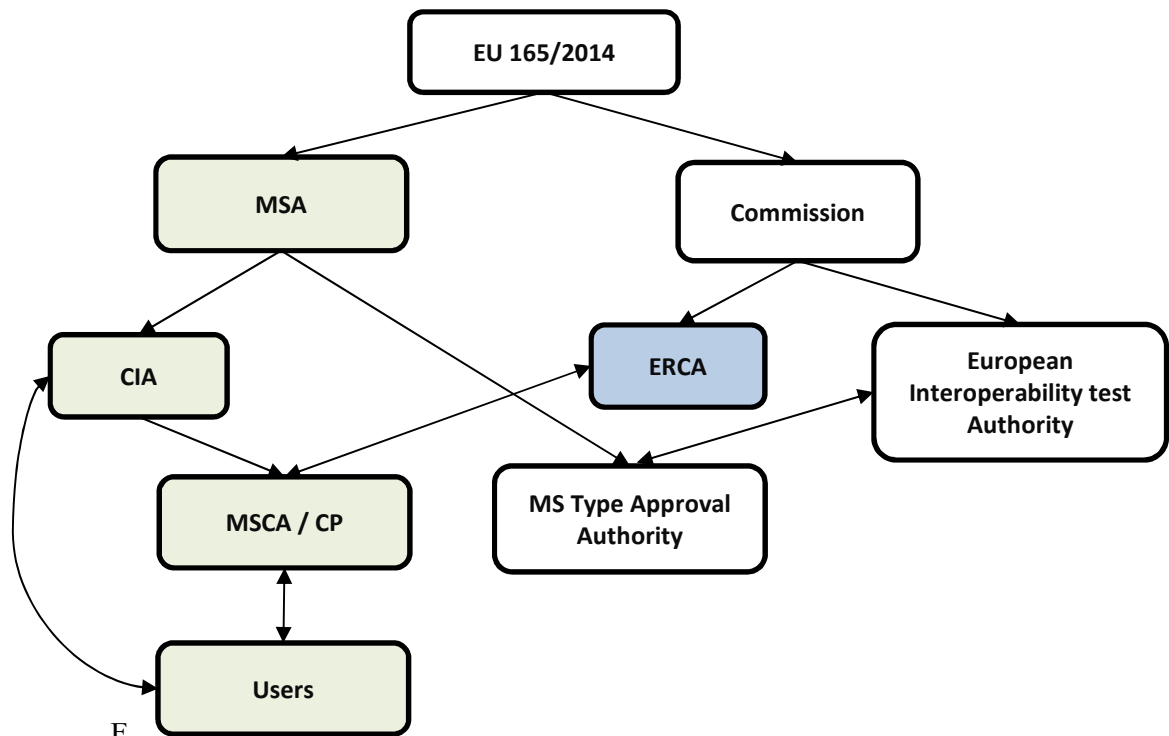 EU 165/2014
MSA
Commission
CIA
ERCA
European
Interoperability test
Authority
MSCA / CP
MS Type Approval
Authority
Users
F